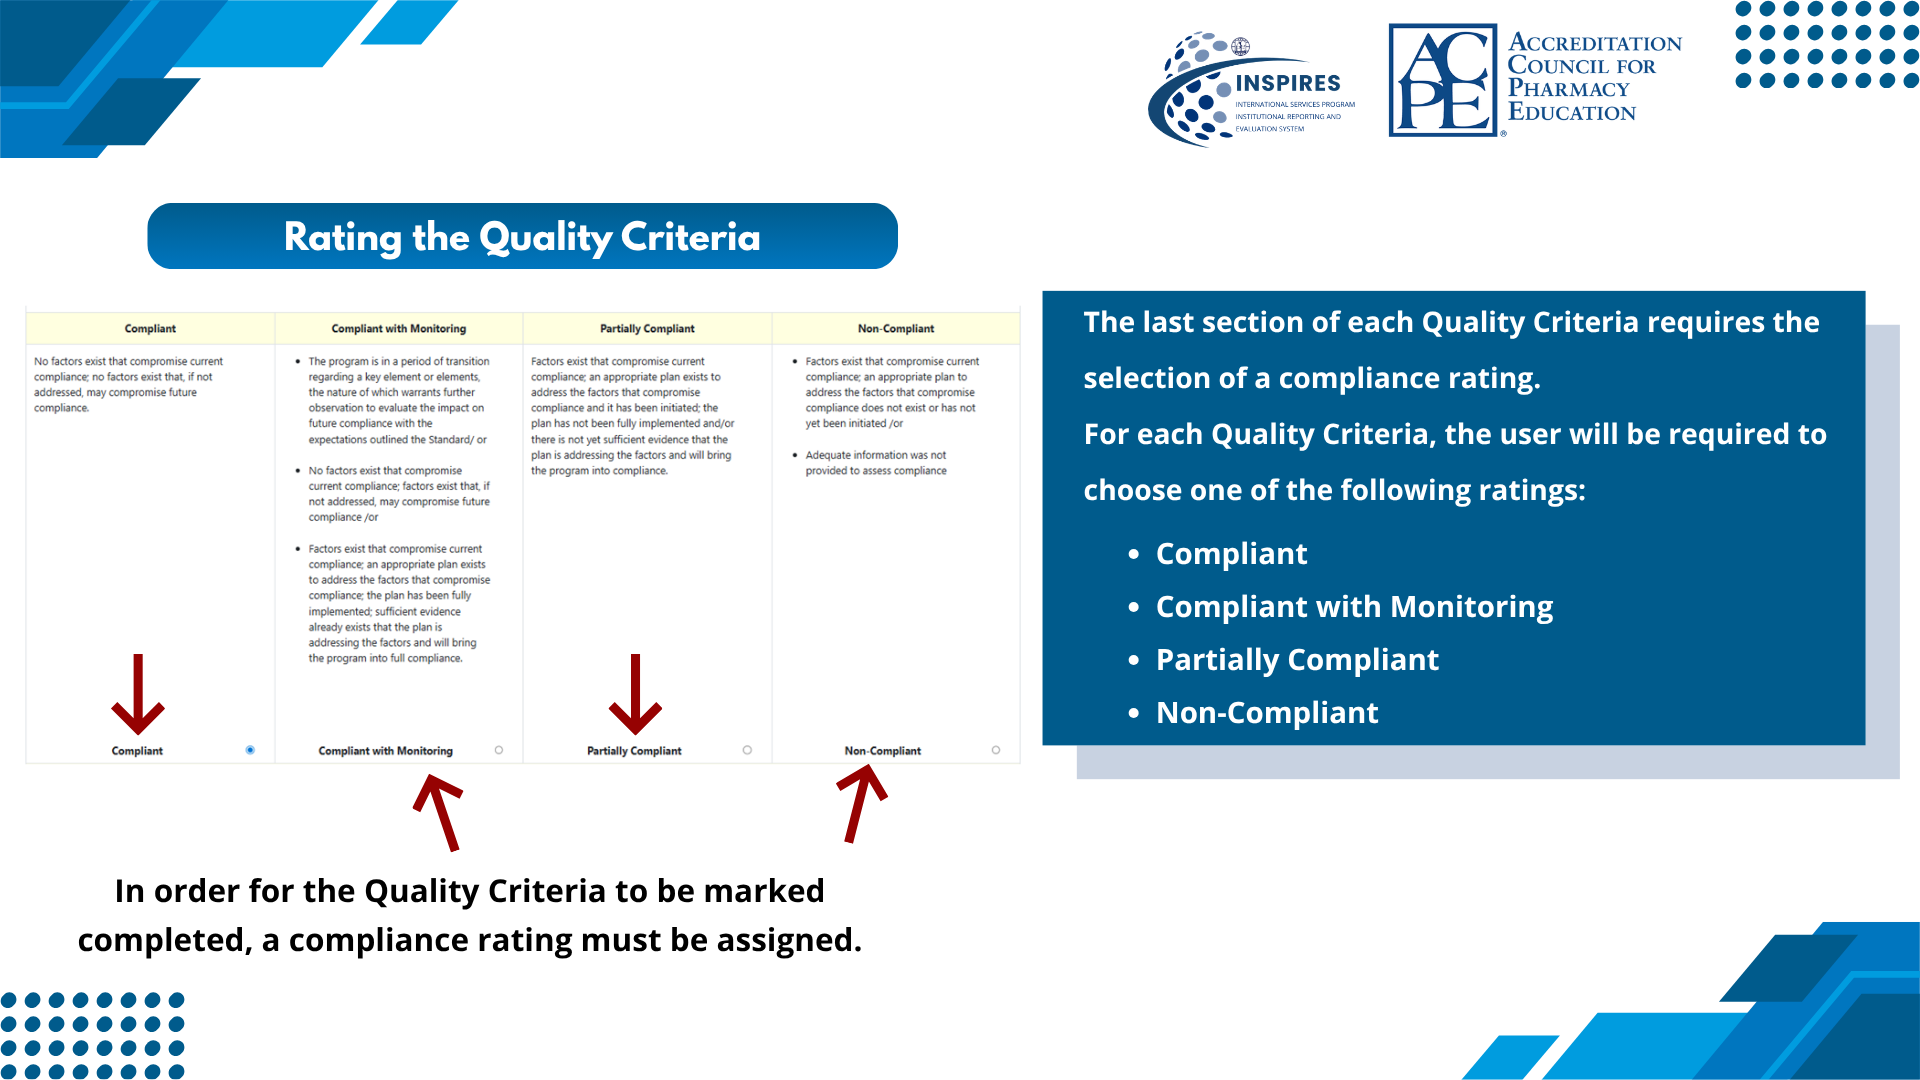 INSPIRES
INTERNATIONAL SERVICES PROGRAM
INSTITUTIONAL REPORTING AND
EVALUATION SYSTEM
AC
PE
®
ACCREDITATION
COUNCIL FOR
PHARMACY
EDUCATION
Rating the Quality Criteria
Compliant
No factors exist that compromise current
compliance; no factors exist that, if not
addressed, may compromise future
compliance.
Compliant
Compliant with Monitoring
• The program is in a period of transition
regarding a key element or elements,
the nature of which warrants further
observation to evaluate the impact on
future compliance with the
expectations outlined the Standard/ or
• No factors exist that compromise
current compliance; factors exist that, if
not addressed, may compromise future
compliance /or
• Factors exist that compromise current
compliance; an appropriate plan exists
to address the factors that compromise
compliance; the plan has been fully
implemented; sufficient evidence
already exists that the plan is
addressing the factors and will bring
the program into full compliance.
Compliant with Monitoring
Partially Compliant
Factors exist that compromise current
compliance; an appropriate plan exists to
address the factors that compromise
compliance and it has been initiated; the
plan has not been fully implemented and/or
there is not yet sufficient evidence that the
plan is addressing the factors and will bring
the program into compliance.
Partially Compliant
Non-Compliant
• Factors exist that compromise current
compliance; an appropriate plan to
address the factors that compromise
compliance does not exist or has not
yet been initiated /or
• Adequate information was not
provided to assess compliance
Non-Compliant
In order for the Quality Criteria to be marked
completed, a compliance rating must be assigned.
The last section of each Quality Criteria requires the
selection of a compliance rating.
For each Quality Criteria, the user will be required to
choose one of the following ratings:
• Compliant
• Compliant with Monitoring
• Partially Compliant
• Non-Compliant